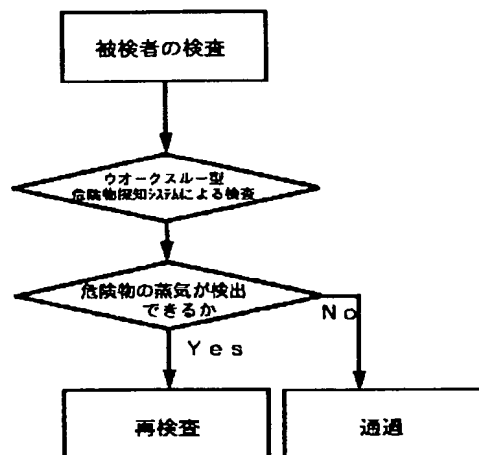 被検者の検査
ウオークスルー型
危険物探知システムによる検査
危険物の蒸気が検出
できるか
No
Yes
再検査
通過